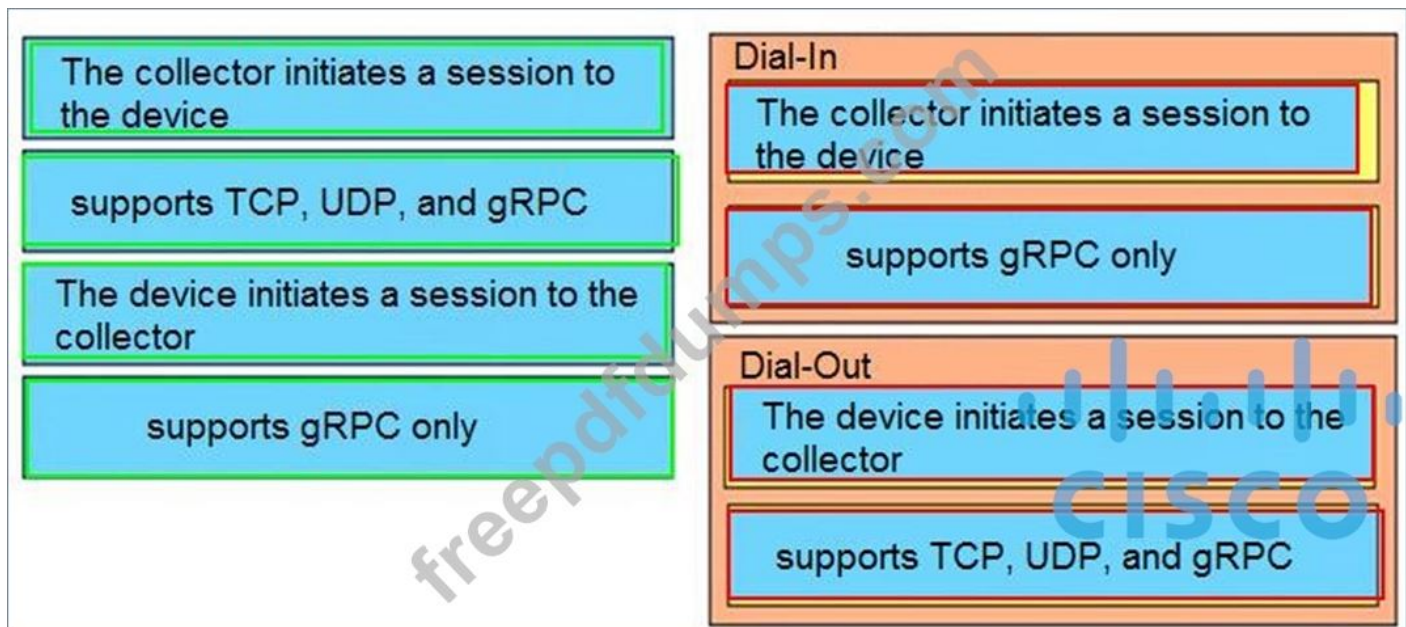 The collector initiates a session to
the device
supports TCP, UDP, and gRPC
The device initiates a session to the
collector
supports gRPC only
Dial-In
The collector initiates a session to
the device
supports gRPC only
Dial-Out
The device initiates a session to the
collector
supports TCP, UDP, and gRPC
freepdfdumps.com
CISCO